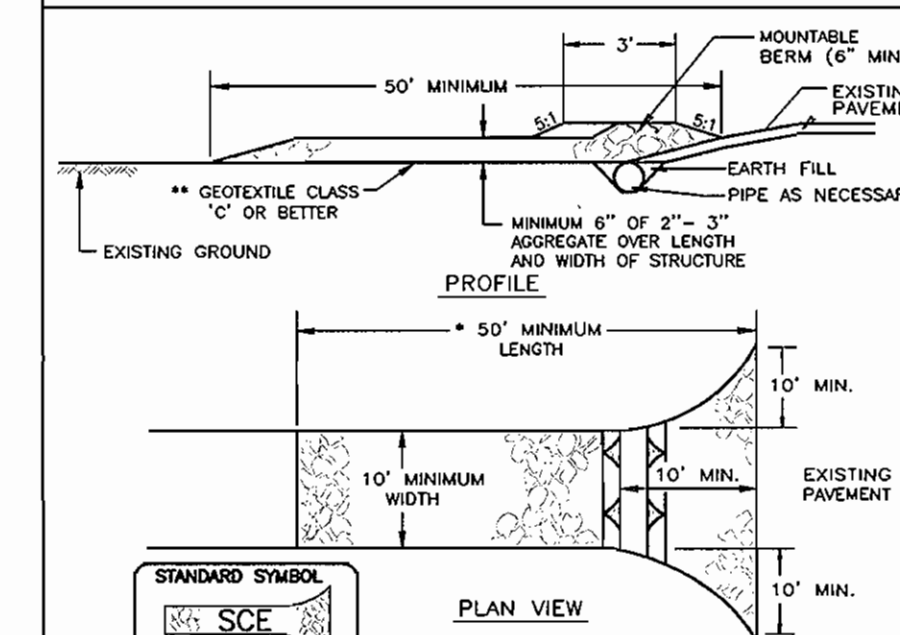 3'
MOUNTABLE
BERM (6" MIN
50' MINIMUM
EXISTIN
PAVEM
5:1
5:1
EARTH FILL
** GEOTEXTILE CLASS
'C' OR BETTER
PIPE AS NECESSAR
MINIMUM 6" OF 2"- 3"
AGGREGATE OVER LENGTH
AND WIDTH OF STRUCTURE
EXISTING GROUND
PROFILE
* 50' MINIMUM
LENGTH
10' MIN.
10' MINIMUM
WIDTH
10' MIN.
EXISTING
PAVEMENT
STANDARD SYMBOL
SCE
PLAN VIEW
10' MIN.